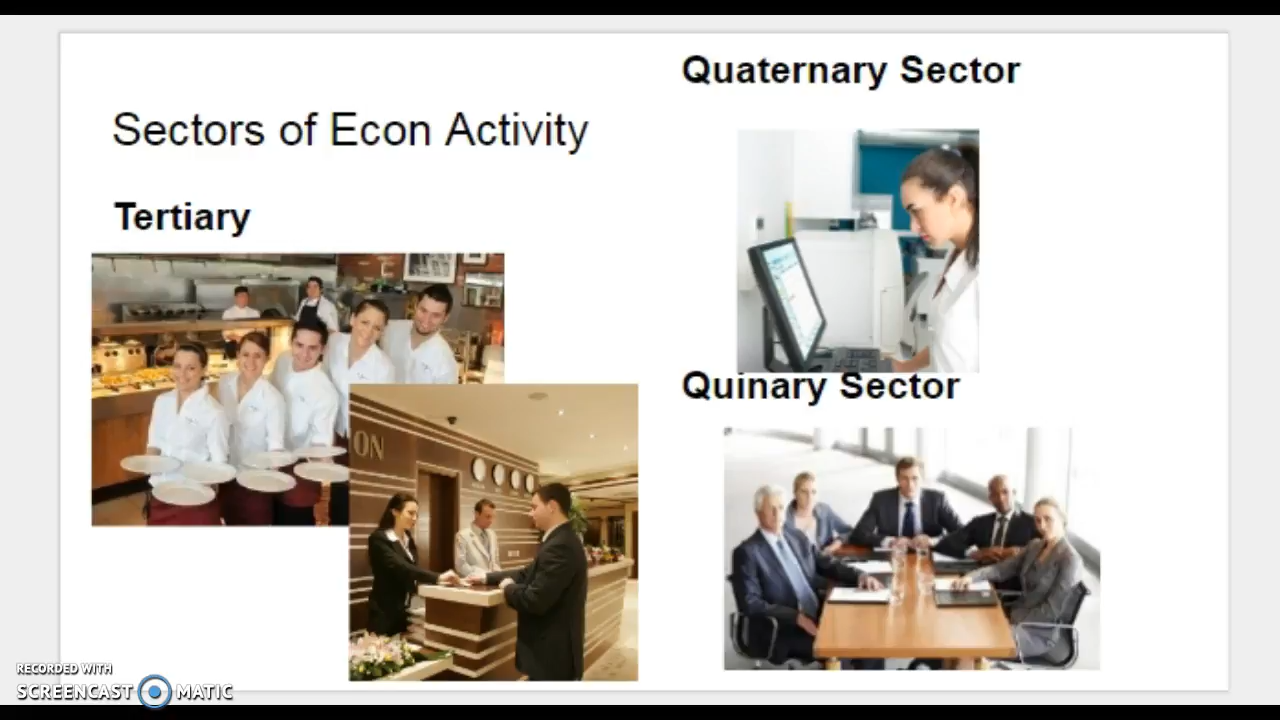 Sectors of Econ Activity
Tertiary
ON
Quaternary Sector
Quinary Sector
RECORDED WITH
SCREENCAST MATIC